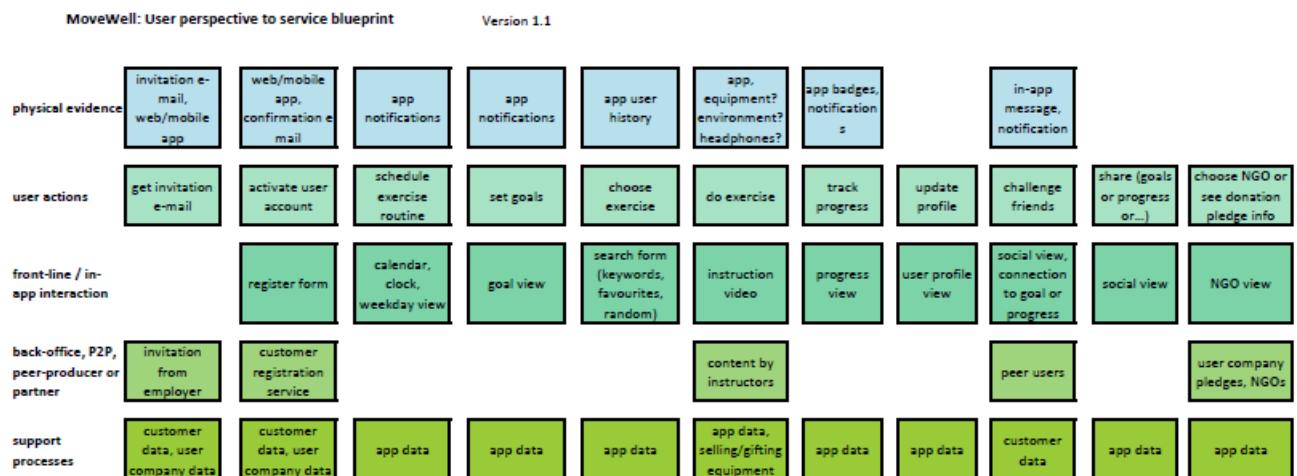 MoveWell: User perspective to service blueprint
Version 1.1
physical evidence
invitation e-
mail,
web/mobile
app
web/mobile
app,
confirmation e
mail
app
notifications
app
notifications
app user
history
app,
equipment?
environment?
headphones?
app badges,
notification
s
in-app
message,
notification
user actions
get invitation
e-mail
activate user
account
schedule
exercise
routine
set goals
choose
exercise
do exercise
track
progress
update
profile
challenge
friends
share (goals
or progress
or...)
choose NGO or
see donation
pledge info
front-line / in-
app interaction
register form
calendar,
clock,
weekday view
goal view
search form
(keywords,
favourites,
random)
instruction
video
progress
view
user profile
view
social view,
connection
to goal or
progress
social view
NGO view
back-office, P2P,
peer-producer or
partner
invitation
from
employer
customer
registration
service
content by
instructors
peer users
user company
pledges, NGOs
support
processes
customer
data, user
company data
customer
data, user
company data
app data
app data
app data
app data,
selling/gifting
equipment
app data
app data
customer
data
app data
app data